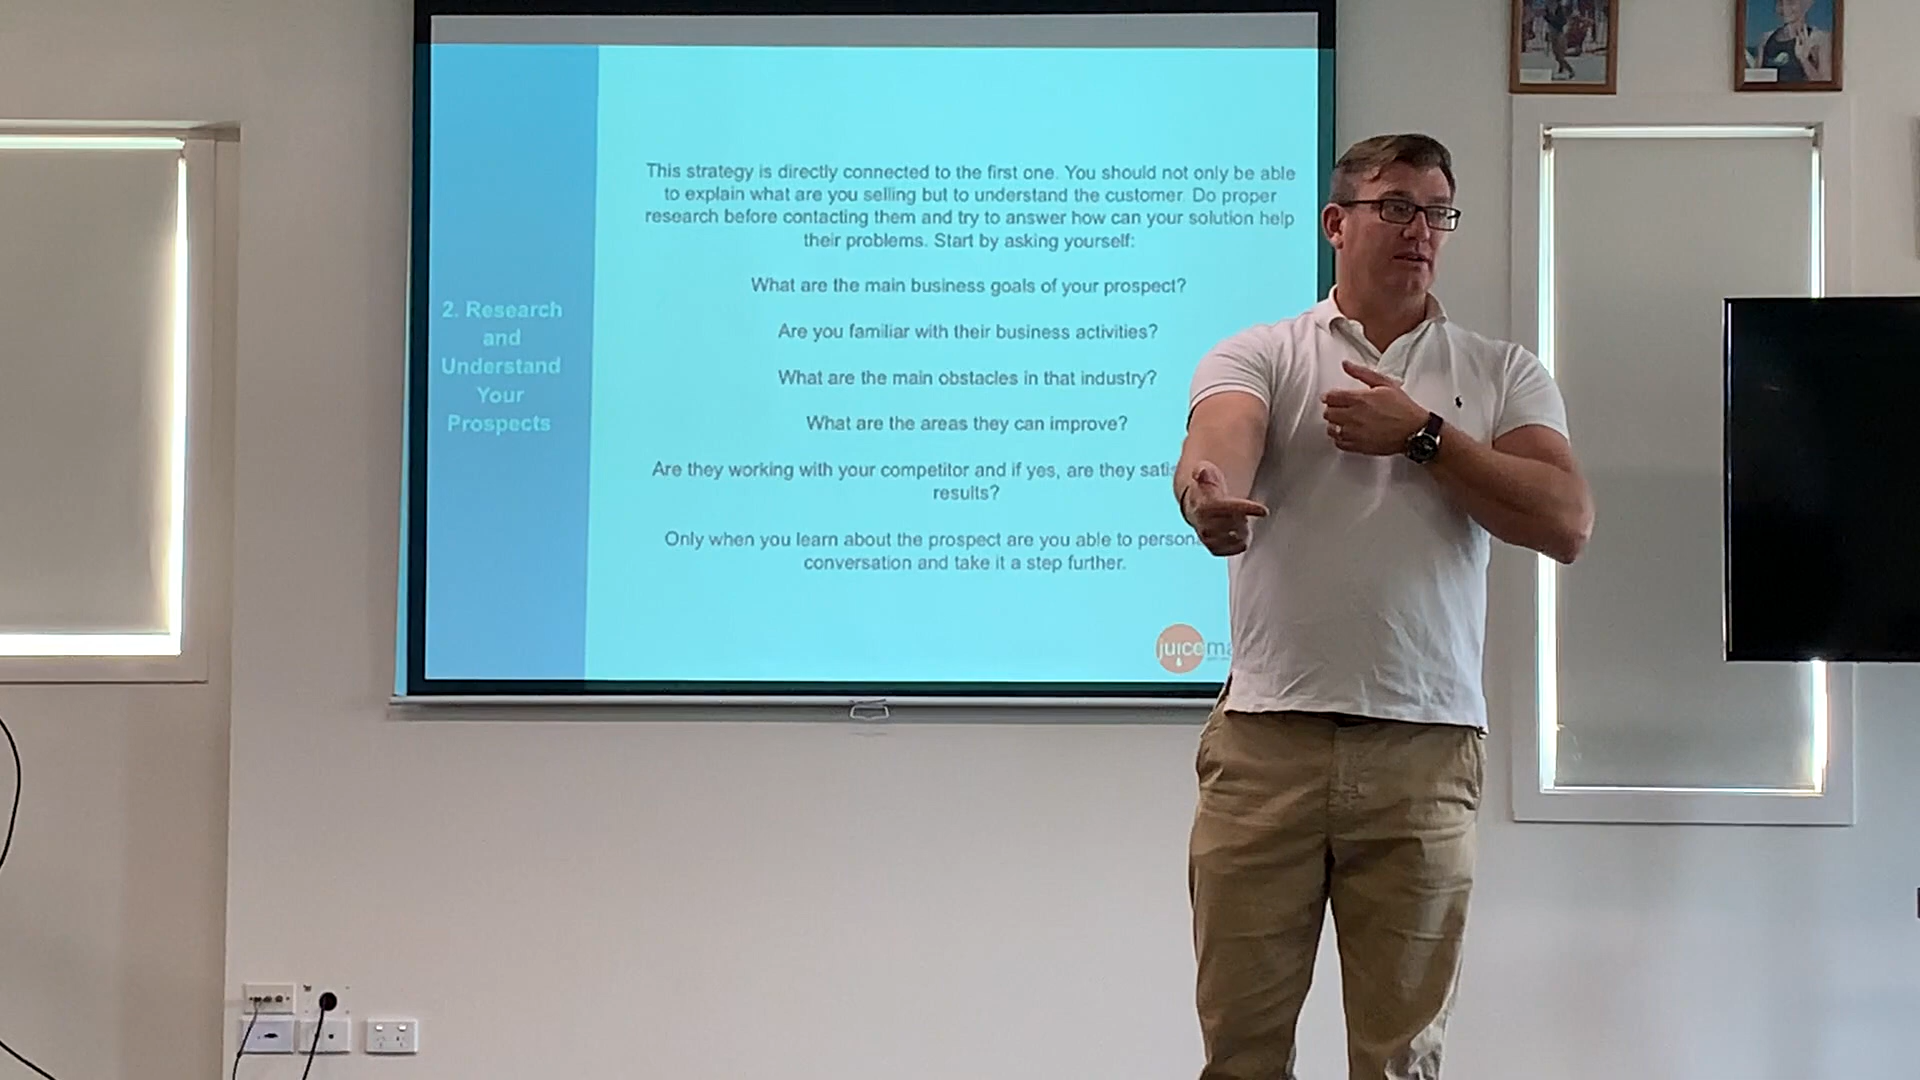 2. Research
and
Understand
Your
Prospects
This strategy is directly connected to the first one. You should not only be able
to explain what are you selling but to understand the customer. Do proper
research before contacting them and try to answer how can your solution help
their problems. Start by asking yourself:
What are the main business goals of your prospect?
Are you familiar with their business activities?
What are the main obstacles in that industry?
What are the areas they can improve?
Are they working with your competitor and if yes, are they
results?
Only when you learn about the prospect are you able to
conversation and take it a step further.
juice